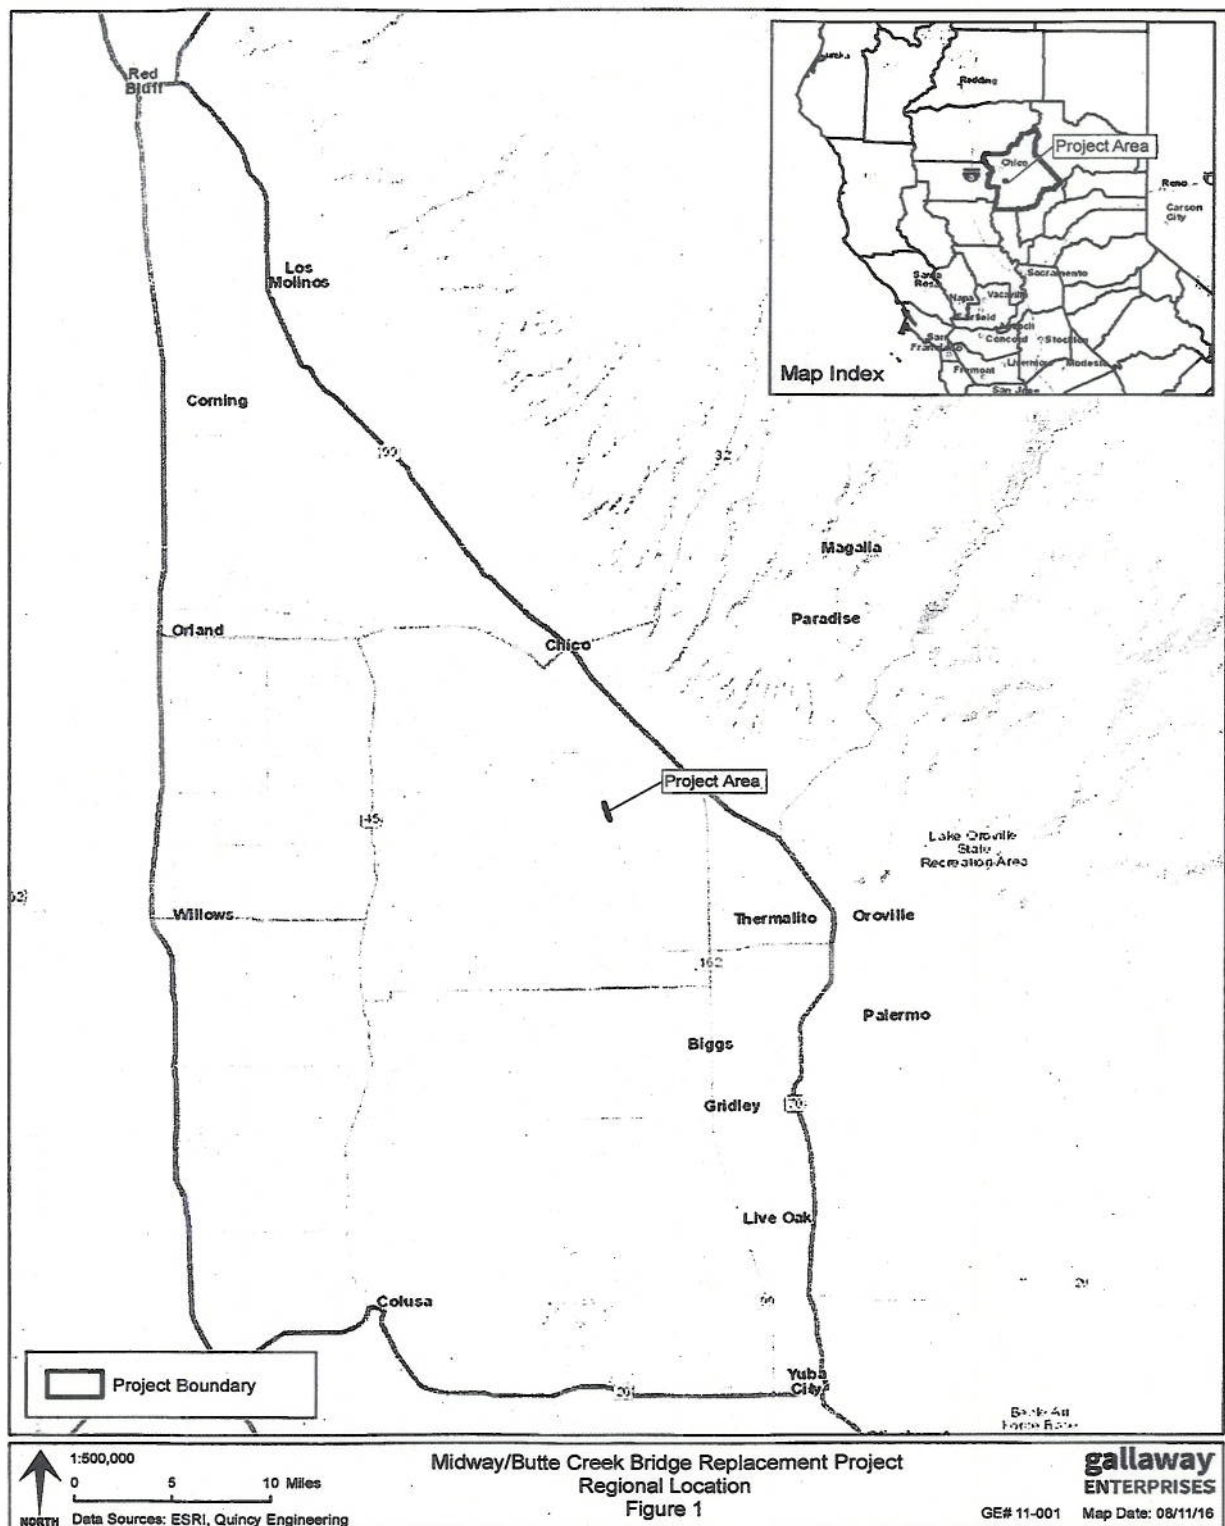 Red
Bluff
Los
Molinos
Corning
99
32
Magalia
Paradise
Orland
Chico
Project Area
45
Lake Oroville
State
Recreation Area
Willows
Thermalito
Oroville
162
Palermo
Biggs
Gridley
Live Oak
99
Colusa
20
Yuba
City
Project Boundary
Redding
Chico
Project Area
Reno
Carson
City
Sacramento
Santa
Rosa
Napa
Vacaville
San
Concord
Stockton
Livermore
Modesto
Fremont
San Jose
Map Index
1:500,000
0 5 10 Miles
NORTH
Data Sources: ESRI, Quincy Engineering
Midway/Butte Creek Bridge Replacement Project
Regional Location
Figure 1
gallaway
ENTERPRISES
GE# 11-001 Map Date: 08/11/16